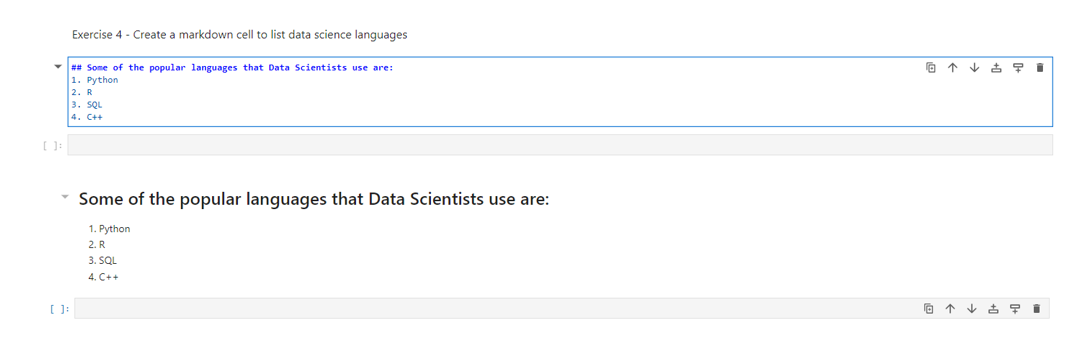 Exercise 4 - Create a markdown cell to list data science languages
## Some of the popular languages that Data Scientists use are:
1. Python
2. R
3. SQL
4. C++
[ ]:
Some of the popular languages that Data Scientists use are:
1. Python
2. R
3. SQL
4. C++
[ ]: